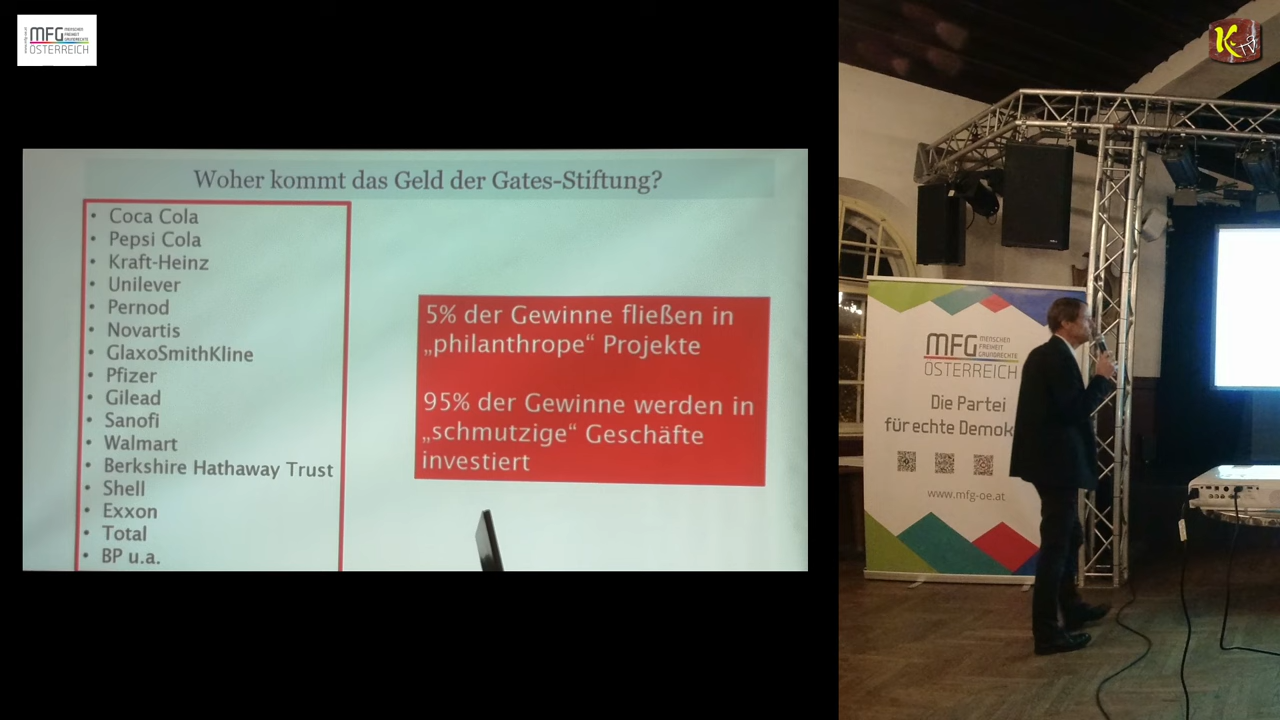 MFG
MENSCHEN
FREIHEIT
GRUNDRECHTE
ÖSTERREICH
K TV
Woher kommt das Geld der Gates-Stiftung?
• Coca Cola
• Pepsi Cola
• Kraft-Heinz
• Unilever
• Pernod
• Novartis
• GlaxoSmithKline
• Pfizer
• Gilead
• Sanofi
• Walmart
• Berkshire Hathaway Trust
• Shell
• Exxon
• Total
• BP u.a.
5% der Gewinne fließen in
„philanthrope“ Projekte
95% der Gewinne werden in
„schmutzige“ Geschäfte
investiert
MFG
MENSCHEN
FREIHEIT
GRUNDRECHTE
ÖSTERREICH
Die Partei
für echte Demok
www.mfg-oe.at